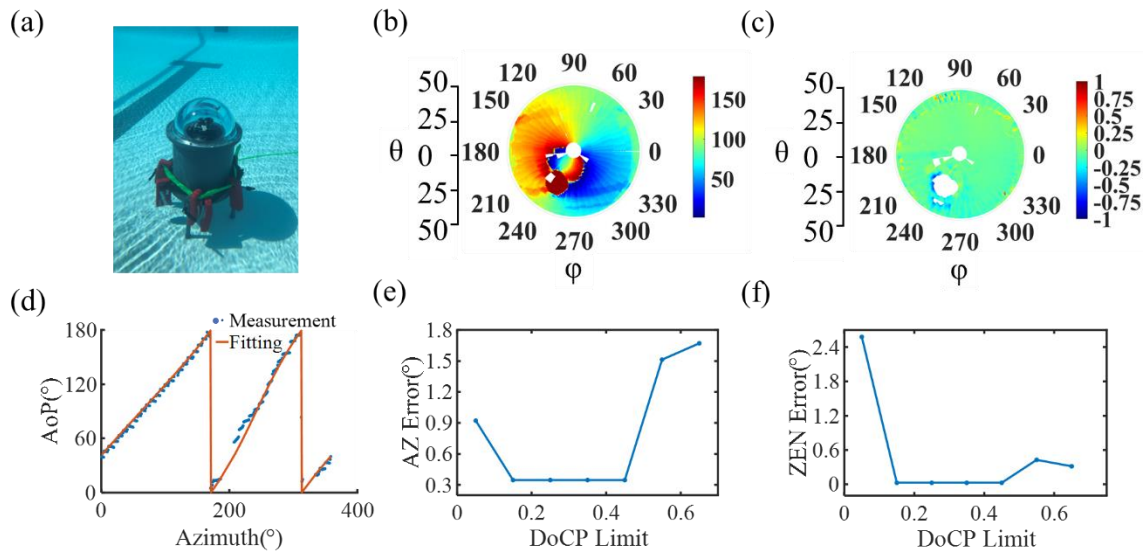 (a)
(b)
(c)
50
25
θ 0
25
50
90
120 60
150 30
180 0
210 330
240 300
270
φ
150
100
50
50
25
θ 0
25
50
90
120 60
150 30
180 0
210 330
240 300
270
φ
1
0.75
0.5
0.25
0
-0.25
-0.5
-0.75
-1
(d)
180
120
60
0
AoP(°)
Measurement
Fitting
0 200 400
Azimuth(°)
(e)
1.8
1.5
1.2
0.9
0.6
0.3
AZ Error(°)
0 0.2 0.4 0.6
DoCP Limit
(f)
2.4
1.8
1.2
0.6
0
ZEN Error(°)
0 0.2 0.4 0.6
DoCP Limit